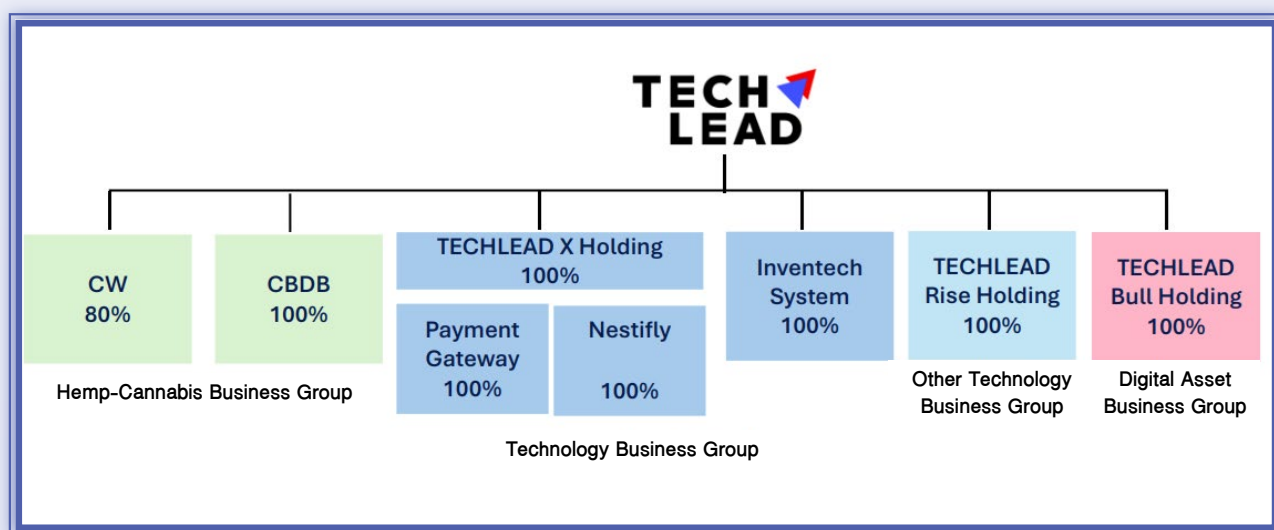 TECH
LEAD
CW
80%
CBDB
100%
TECHLEAD X Holding
100%
Payment
Gateway
100%
Nestifly
100%
Inventech
System
100%
TECHLEAD
Rise Holding
100%
TECHLEAD
Bull Holding
100%
Hemp-Cannabis Business Group
Technology Business Group
Other Technology
Business Group
Digital Asset
Business Group